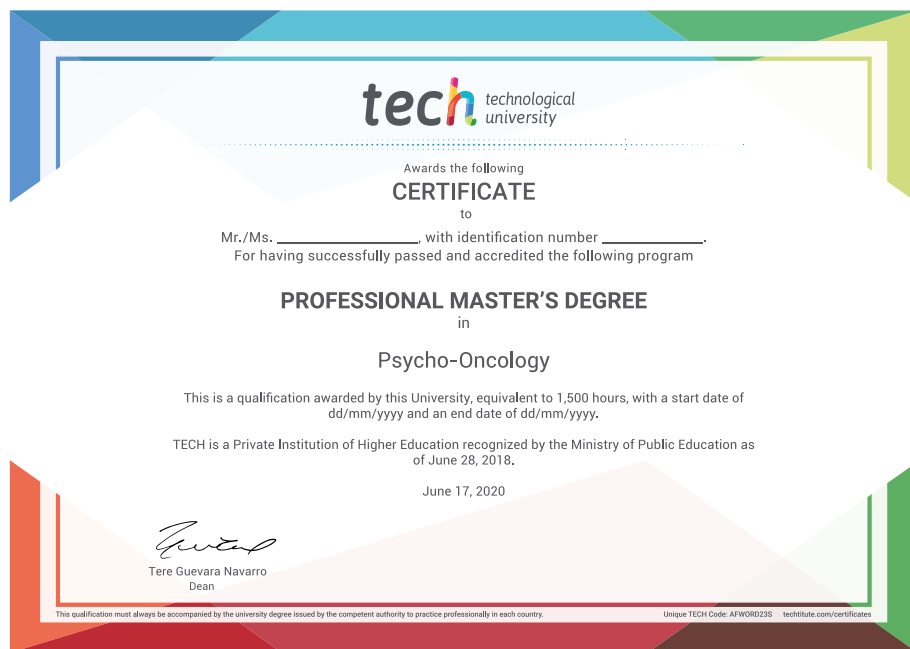 tech technological
university
Awards the following
CERTIFICATE
to
Mr./Ms. ____________________, with identification number ______________.
For having successfully passed and accredited the following program
PROFESSIONAL MASTER'S DEGREE
in
Psycho-Oncology
This is a qualification awarded by this University, equivalent to 1,500 hours, with a start date of
dd/mm/yyyy and an end date of dd/mm/yyyy.
TECH is a Private Institution of Higher Education recognized by the Ministry of Public Education as
of June 28, 2018.
June 17, 2020
Tere Guevara Navarro
Dean
This qualification must always be accompanied by the university degree issued by the competent authority to practice professionally in each country.
Unique TECH Code: AFWORD23S techtitute.com/certificates